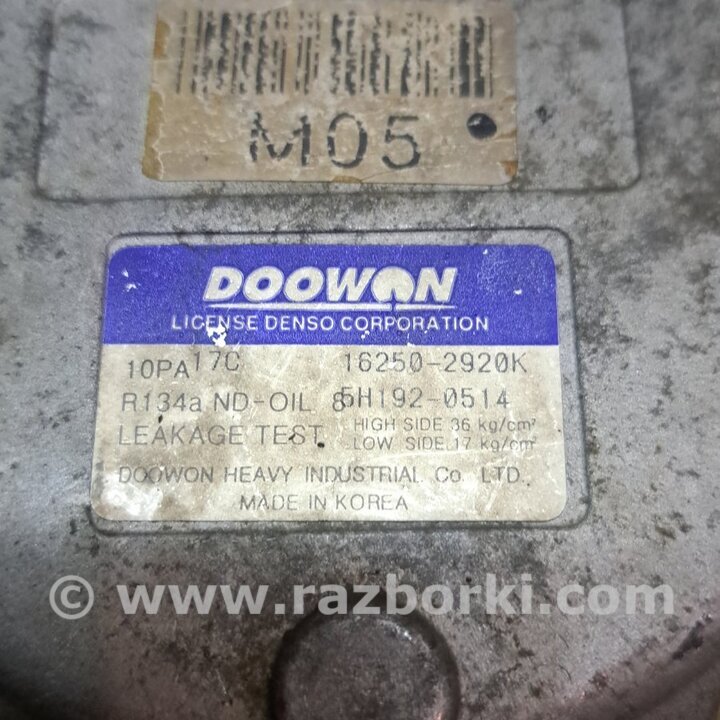 M05
DOOWON
LICENSE DENSO CORPORATION
10PA17C 16250-2920K
R134a ND-OIL 8 5H192-0514
LEAKAGE TEST HIGH SIDE 36 kg/cm²
LOW SIDE 17 kg/cm²
DOOWON HEAVY INDUSTRIAL Co. LTD.
MADE IN KOREA
© www.razborki.com